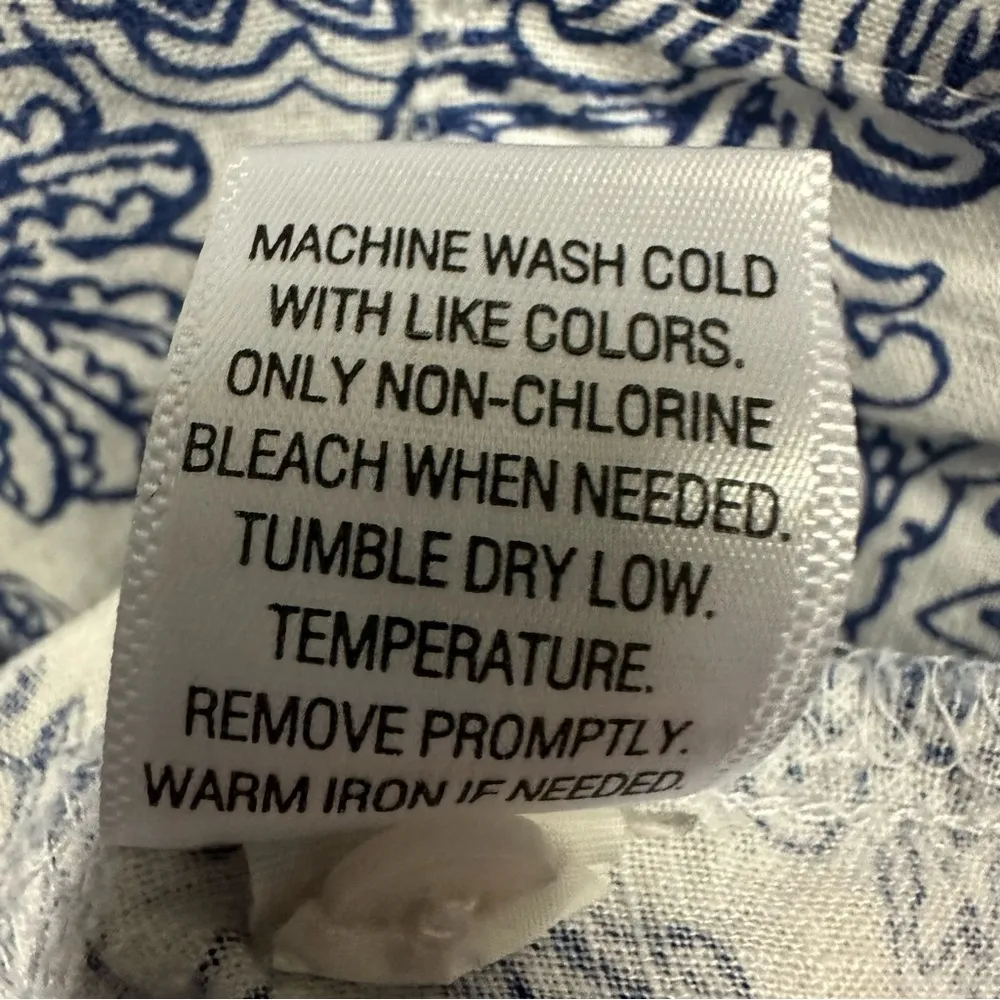 MACHINE WASH COLD
WITH LIKE COLORS.
ONLY NON-CHLORINE
BLEACH WHEN NEEDED.
TUMBLE DRY LOW.
TEMPERATURE.
REMOVE PROMPTLY.
WARM IRON IF NEEDED.